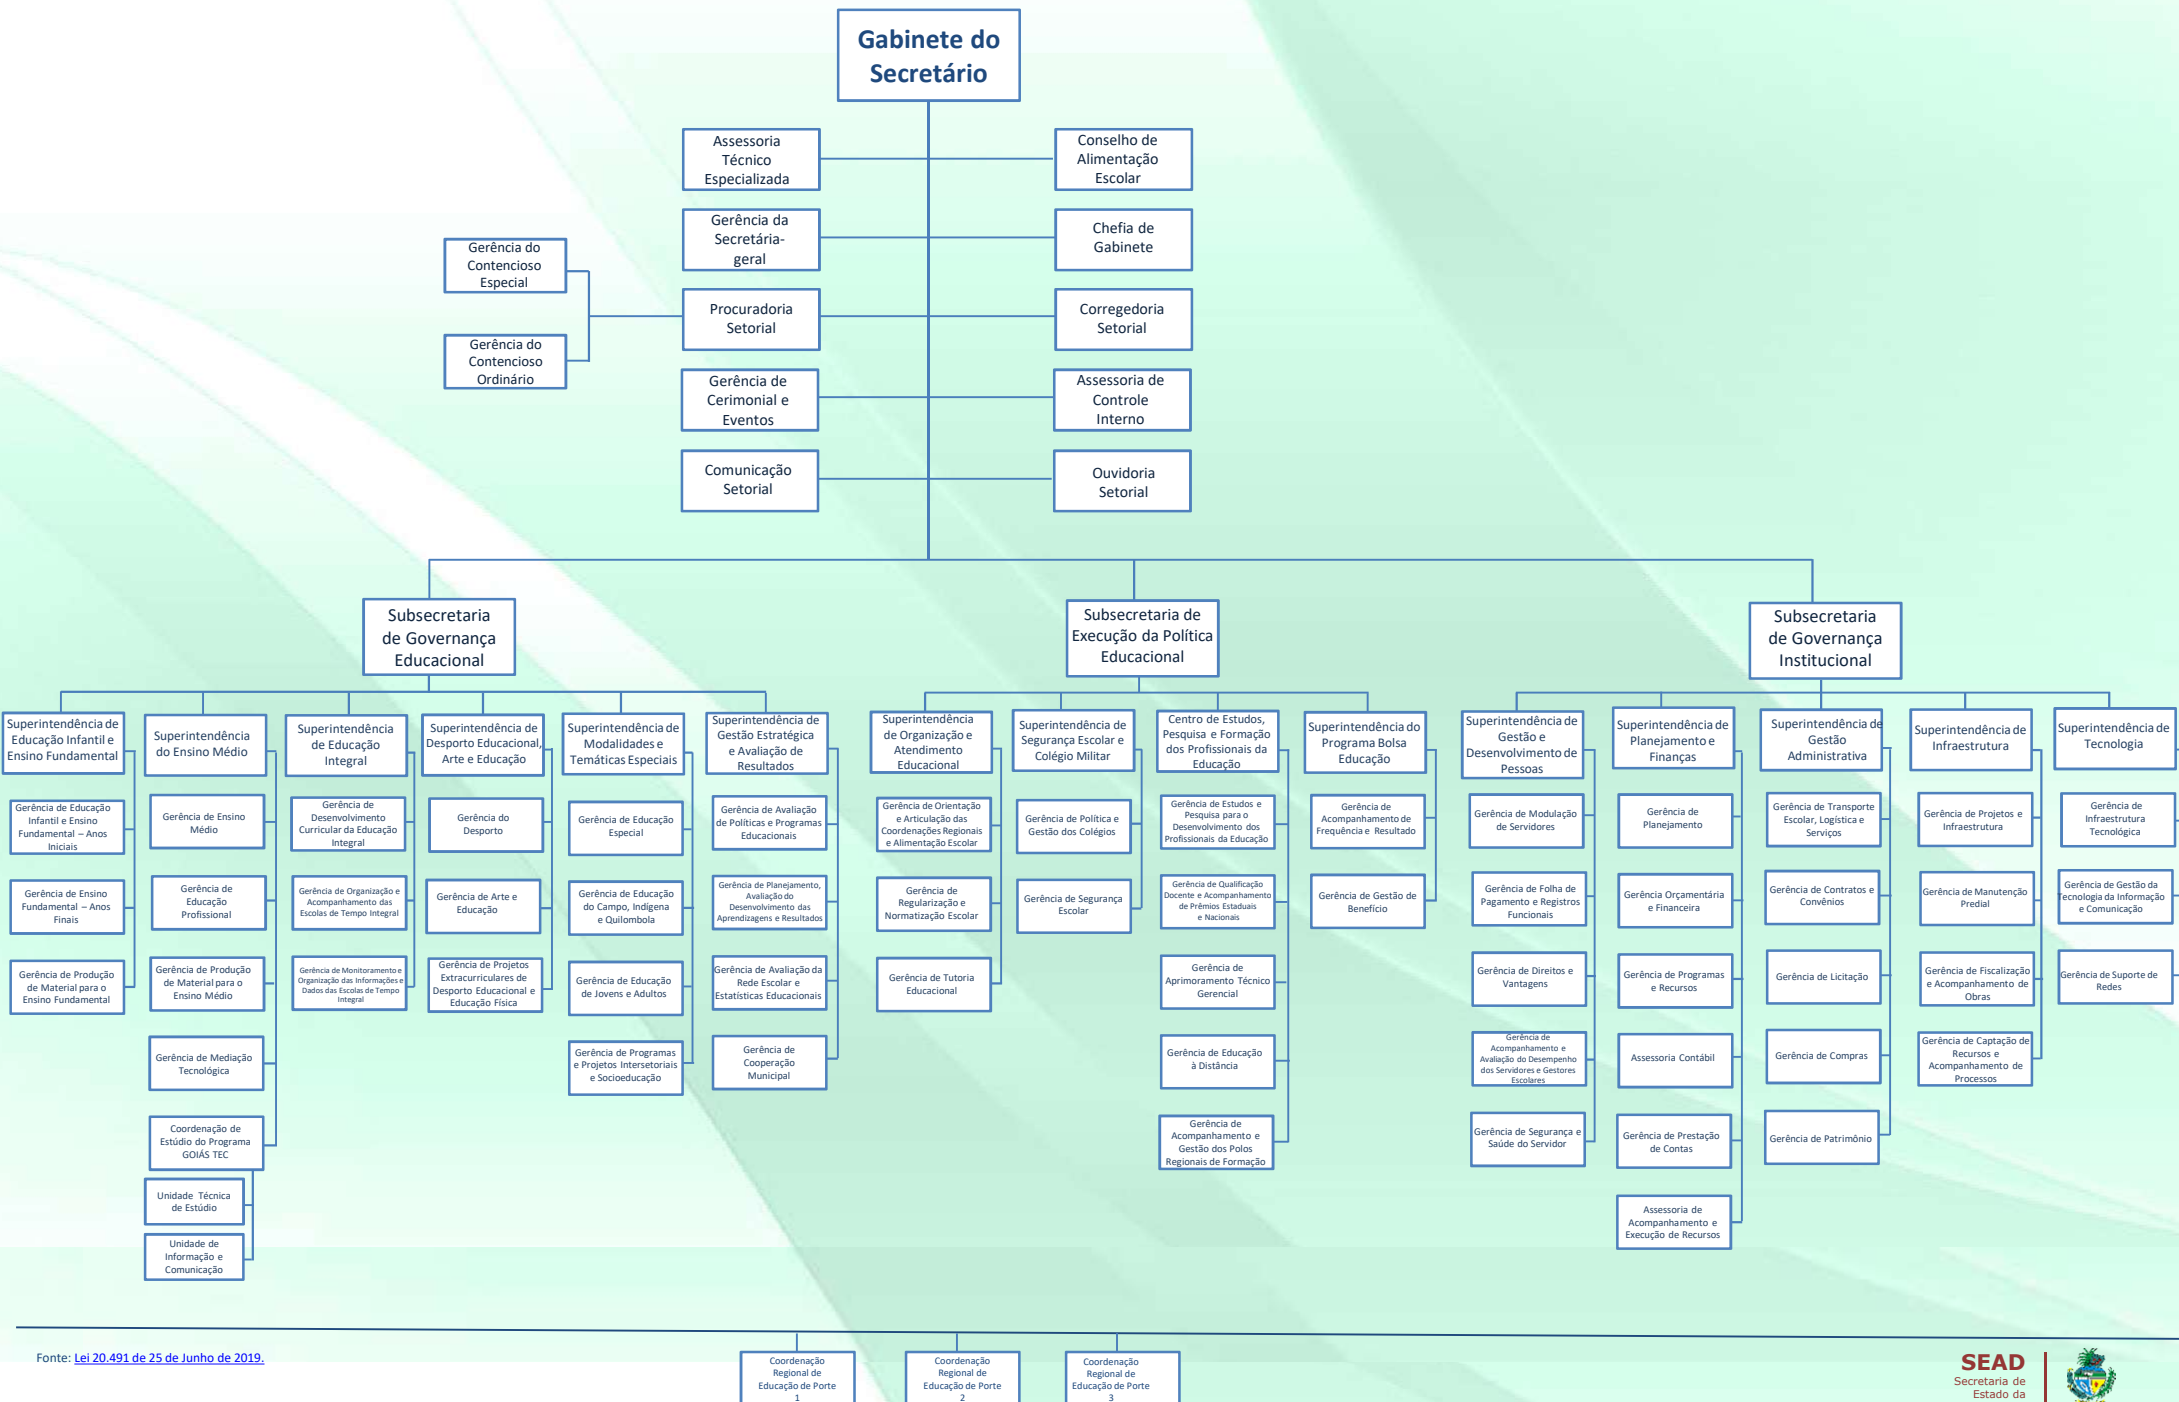 Gabinete do
Secretário
Assessoria
Técnico
Especializada
Conselho de
Alimentação
Escolar
Gerência da
Secretária-
geral
Chefia de
Gabinete
Gerência do
Contencioso
Especial
Procuradoria
Setorial
Corregedoria
Setorial
Gerência do
Contencioso
Ordinário
Gerência de
Cerimonial e
Eventos
Assessoria de
Controle
Interno
Comunicação
Setorial
Ouvidoria
Setorial
Subsecretaria
de Governança
Educacional
Subsecretaria de
Execução da Política
Educacional
Subsecretaria
de Governança
Institucional
Superintendência de
Educação Infantil e
Ensino Fundamental
Gerência de Educação
Infantil e Ensino
Fundamental – Anos
Iniciais
Gerência de Ensino
Fundamental – Anos
Finais
Gerência de Produção
de Material para o
Ensino Fundamental
Superintendência
do Ensino Médio
Gerência de Ensino
Médio
Gerência de
Educação
Profissional
Gerência de Produção
de Material para o
Ensino Médio
Gerência de Mediação
Tecnológica
Coordenação de
Estúdio do Programa
GOIÁS TEC
Unidade Técnica
de Estúdio
Unidade de
Informação e
Comunicação
Superintendência
de Educação
Integral
Gerência de
Desenvolvimento
Curricular da Educação
Integral
Gerência de Organização e
Acompanhamento das
Escolas de Tempo Integral
Gerência de Monitoramento e
Organização das Informações e
Dados das Escolas de Tempo
Integral
Superintendência de
Desporto Educacional,
Arte e Educação
Gerência do
Desporto
Gerência de Arte e
Educação
Gerência de Projetos
Extracurriculares de
Desporto Educacional e
Educação Física
Superintendência de
Modalidades e
Temáticas Especiais
Gerência de Educação
Especial
Gerência de Educação
do Campo, Indígena
e Quilombola
Gerência de Educação
de Jovens e Adultos
Gerência de Programas
e Projetos Intersetoriais
e Socioeducação
Superintendência de
Gestão Estratégica
e Avaliação de
Resultados
Gerência de Avaliação
de Políticas e Programas
Educacionais
Gerência de Planejamento,
Avaliação do
Desenvolvimento das
Aprendizagens e Resultados
Gerência de Avaliação da
Rede Escolar e
Estatísticas Educacionais
Gerência de
Cooperação
Municipal
Superintendência
de Organização e
Atendimento
Educacional
Gerência de Orientação
e Articulação das
Coordenações Regionais
e Alimentação Escolar
Gerência de
Regularização e
Normatização Escolar
Gerência de Tutoria
Educacional
Superintendência de
Segurança Escolar e
Colégio Militar
Gerência de Política e
Gestão dos Colégios
Gerência de Segurança
Escolar
Centro de Estudos,
Pesquisa e Formação
dos Profissionais da
Educação
Gerência de Estudos e
Pesquisa para o
Desenvolvimento dos
Profissionais da Educação
Gerência de Qualificação
Docente e Acompanhamento
de Prêmios Estaduais
e Nacionais
Gerência de
Aprimoramento Técnico
Gerencial
Gerência de Educação
à Distância
Gerência de
Acompanhamento e
Gestão dos Polos
Regionais de Formação
Superintendência do
Programa Bolsa
Educação
Gerência de
Acompanhamento de
Frequência e Resultado
Gerência de Gestão de
Benefício
Superintendência de
Gestão e
Desenvolvimento de
Pessoas
Gerência de Modulação
de Servidores
Gerência de Folha de
Pagamento e Registros
Funcionais
Gerência de Direitos e
Vantagens
Gerência de
Acompanhamento e
Avaliação do Desempenho
dos Servidores e Gestores
Escolares
Gerência de Segurança e
Saúde do Servidor
Superintendência de
Planejamento e
Finanças
Gerência de
Planejamento
Gerência Orçamentária
e Financeira
Gerência de Programas
e Recursos
Assessoria Contábil
Gerência de Prestação
de Contas
Assessoria de
Acompanhamento e
Execução de Recursos
Superintendência de
Gestão
Administrativa
Gerência de Transporte
Escolar, Logística e
Serviços
Gerência de Contratos e
Convênios
Gerência de Licitação
Gerência de Compras
Gerência de Patrimônio
Superintendência de
Infraestrutura
Gerência de Projetos e
Infraestrutura
Gerência de Manutenção
Predial
Gerência de Fiscalização
e Acompanhamento de
Obras
Gerência de Captação de
Recursos e
Acompanhamento de
Processos
Superintendência de
Tecnologia
Gerência de
Infraestrutura
Tecnológica
Gerência de Gestão da
Tecnologia da Informação
e Comunicação
Gerência de Suporte de
Redes
Fonte: Lei 20.491 de 25 de Junho de 2019.
Coordenação
Regional de
Educação de Porte
1
Coordenação
Regional de
Educação de Porte
2
Coordenação
Regional de
Educação de Porte
3
SEAD
Secretaria de
Estado da